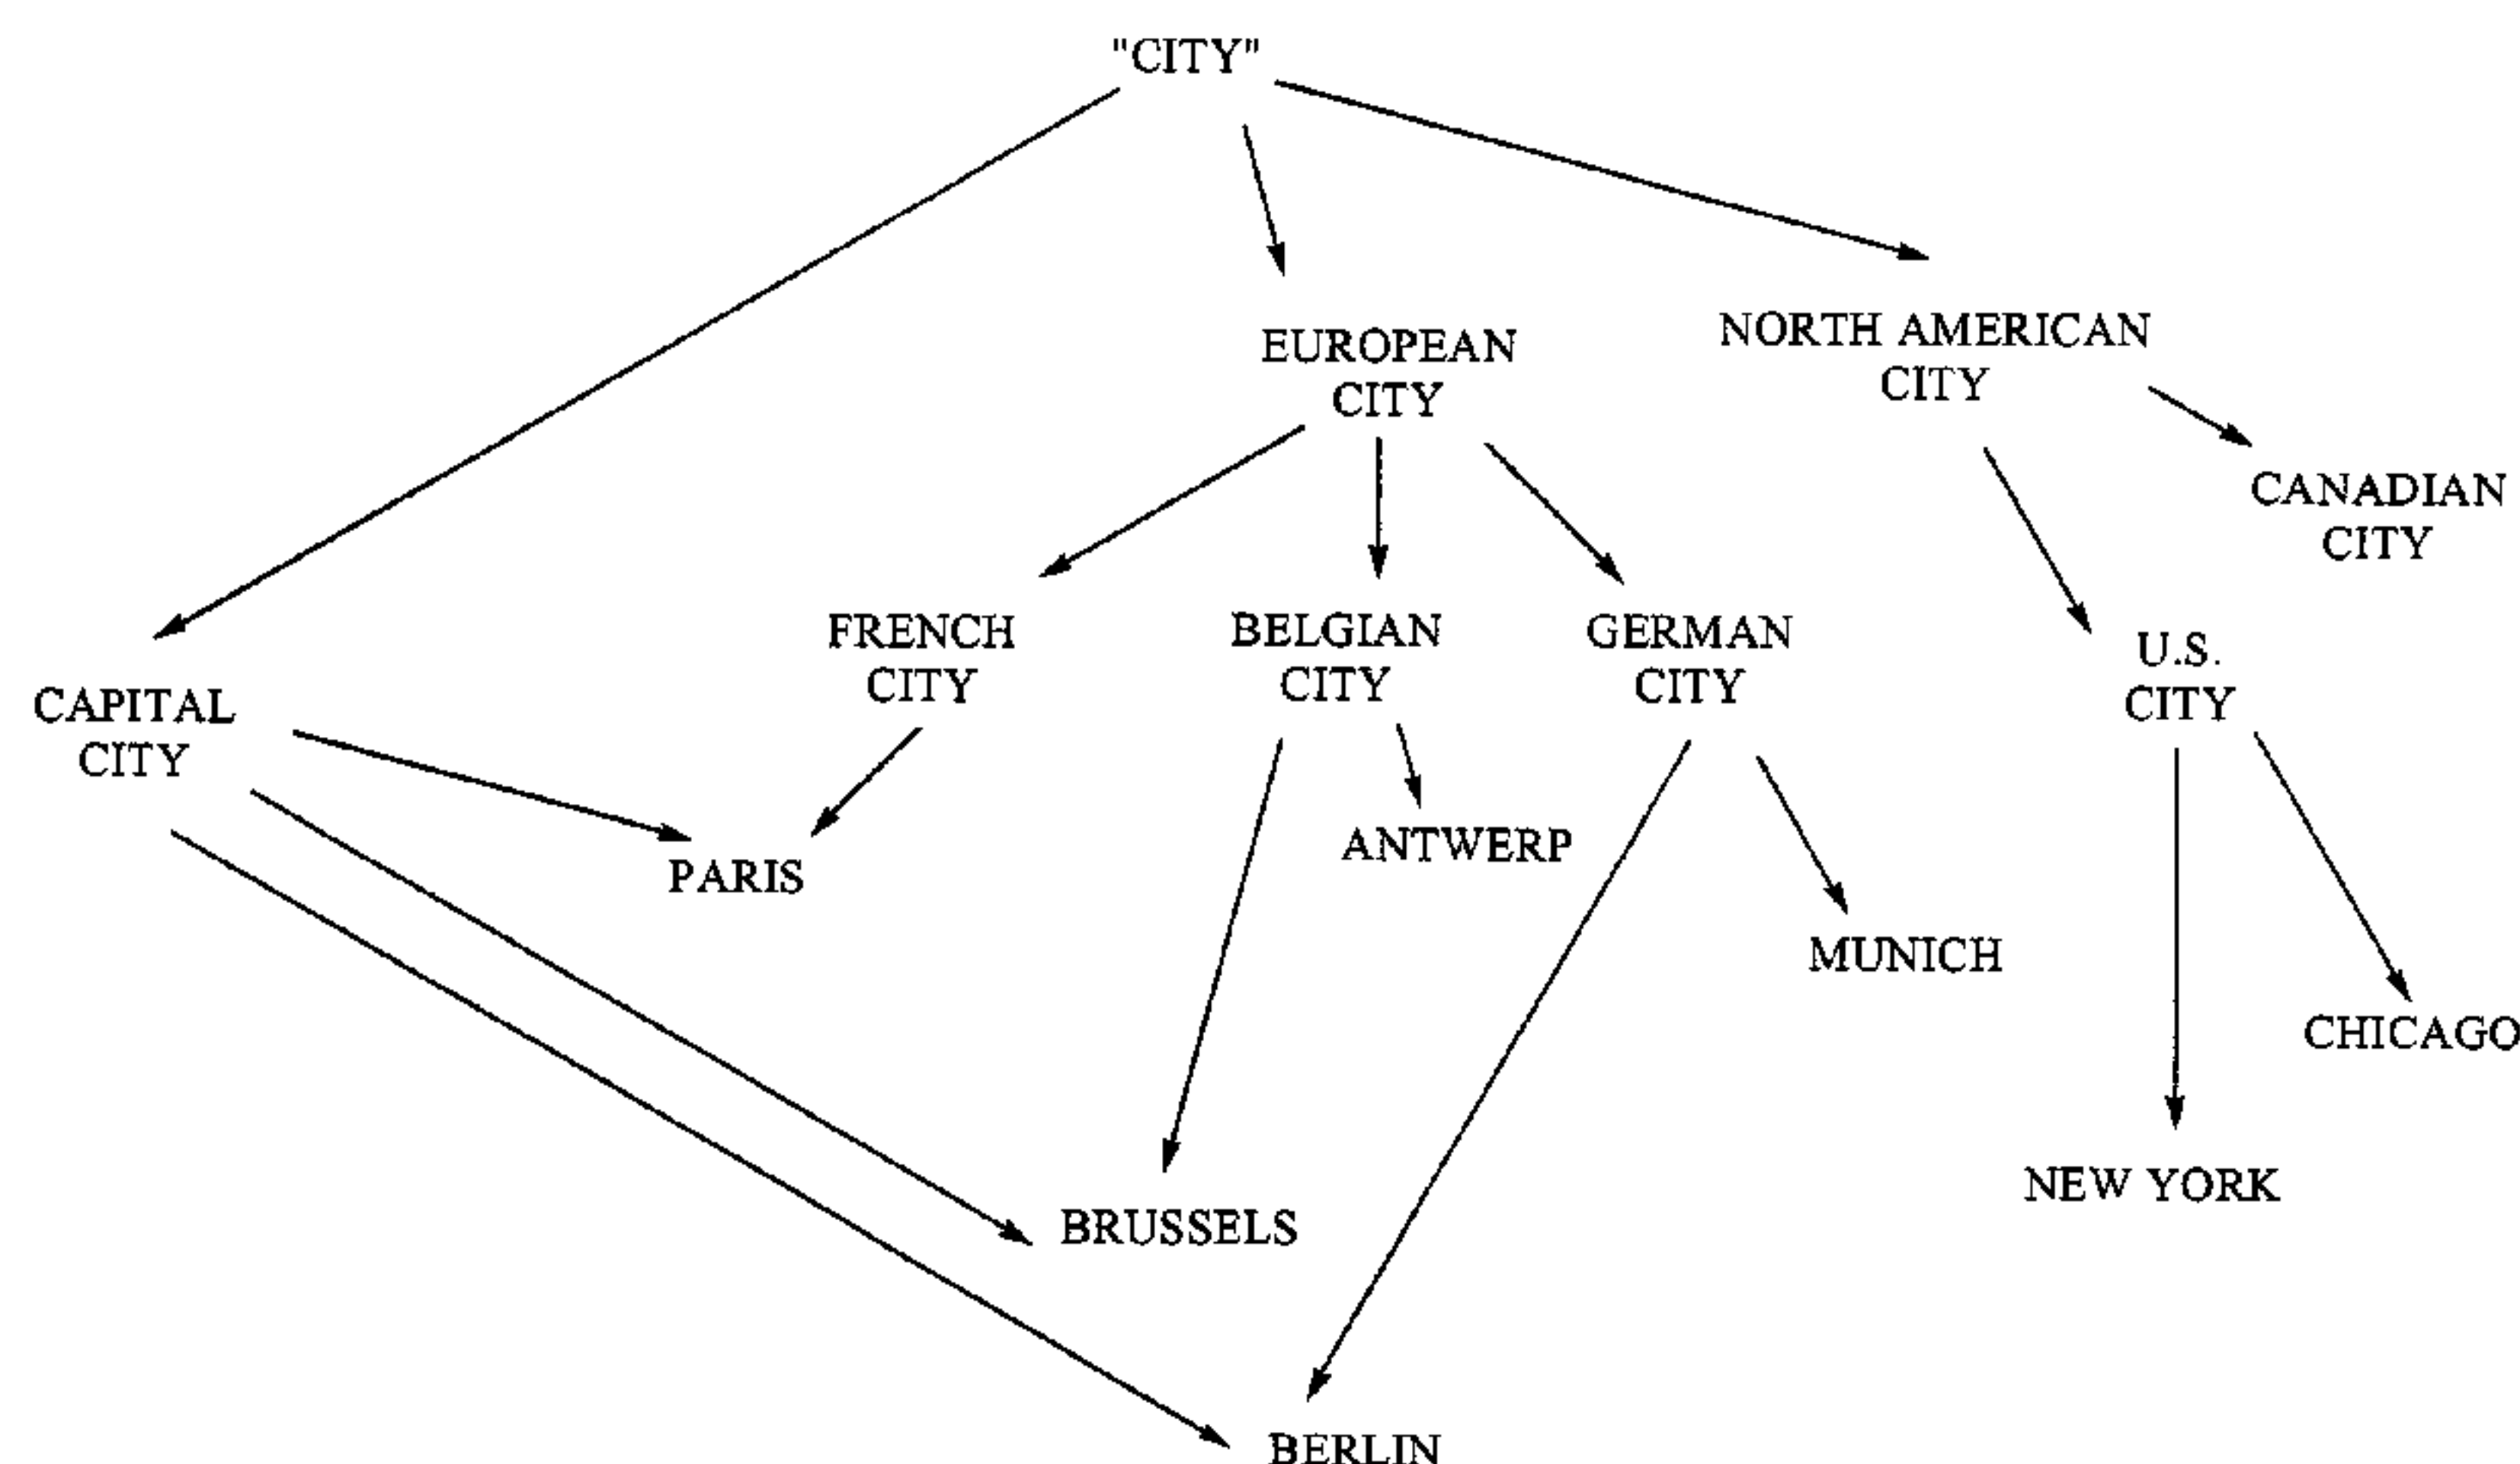 "CITY"
EUROPEAN
CITY
NORTH AMERICAN
CITY
CANADIAN
CITY
FRENCH
CITY
BELGIAN
CITY
GERMAN
CITY
U.S.
CITY
CAPITAL
CITY
PARIS
ANTWERP
MUNICH
CHICAGO
NEW YORK
BRUSSELS
BERLIN